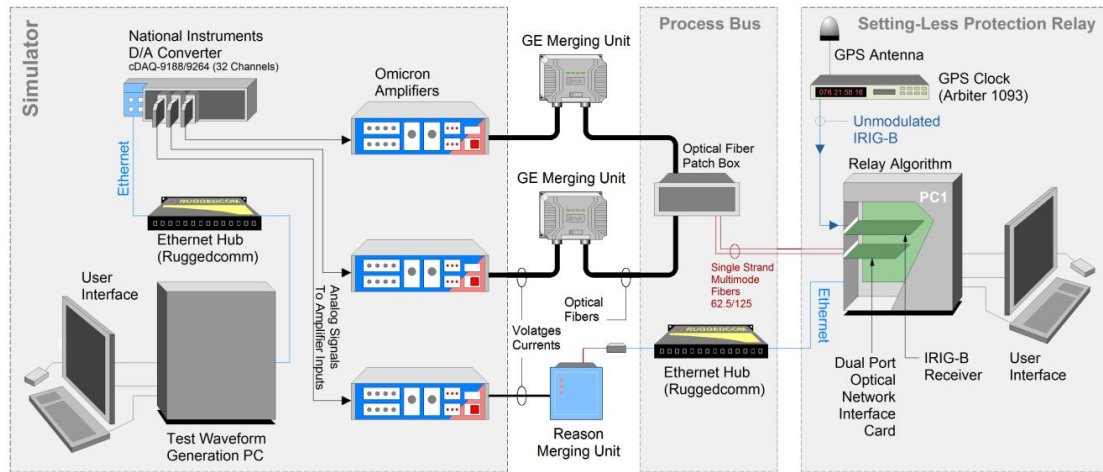 Simulator
National Instruments
D/A Converter
cDAQ-9188/9264 (32 Channels)
Ethernet
RUGGEDCOM
Ethernet Hub
(Ruggedcomm)
User
Interface
Test Waveform
Generation PC
Analog Signals
To Amplifier Inputs
Omicron
Amplifiers
GE Merging Unit
GE Merging Unit
Volatges
Currents
Optical
Fibers
Reason
Merging Unit
Process Bus
Optical Fiber
Patch Box
Single Strand
Multimode
Fibers
62.5/125
RUGGEDCOM
Ethernet Hub
(Ruggedcomm)
Ethernet
Setting-Less Protection Relay
GPS Antenna
076 21 58 16
GPS Clock
(Arbiter 1093)
Unmodulated
IRIG-B
Relay Algorithm
PC1
IRIG-B
Receiver
Dual Port
Optical
Network
Interface
Card
User
Interface